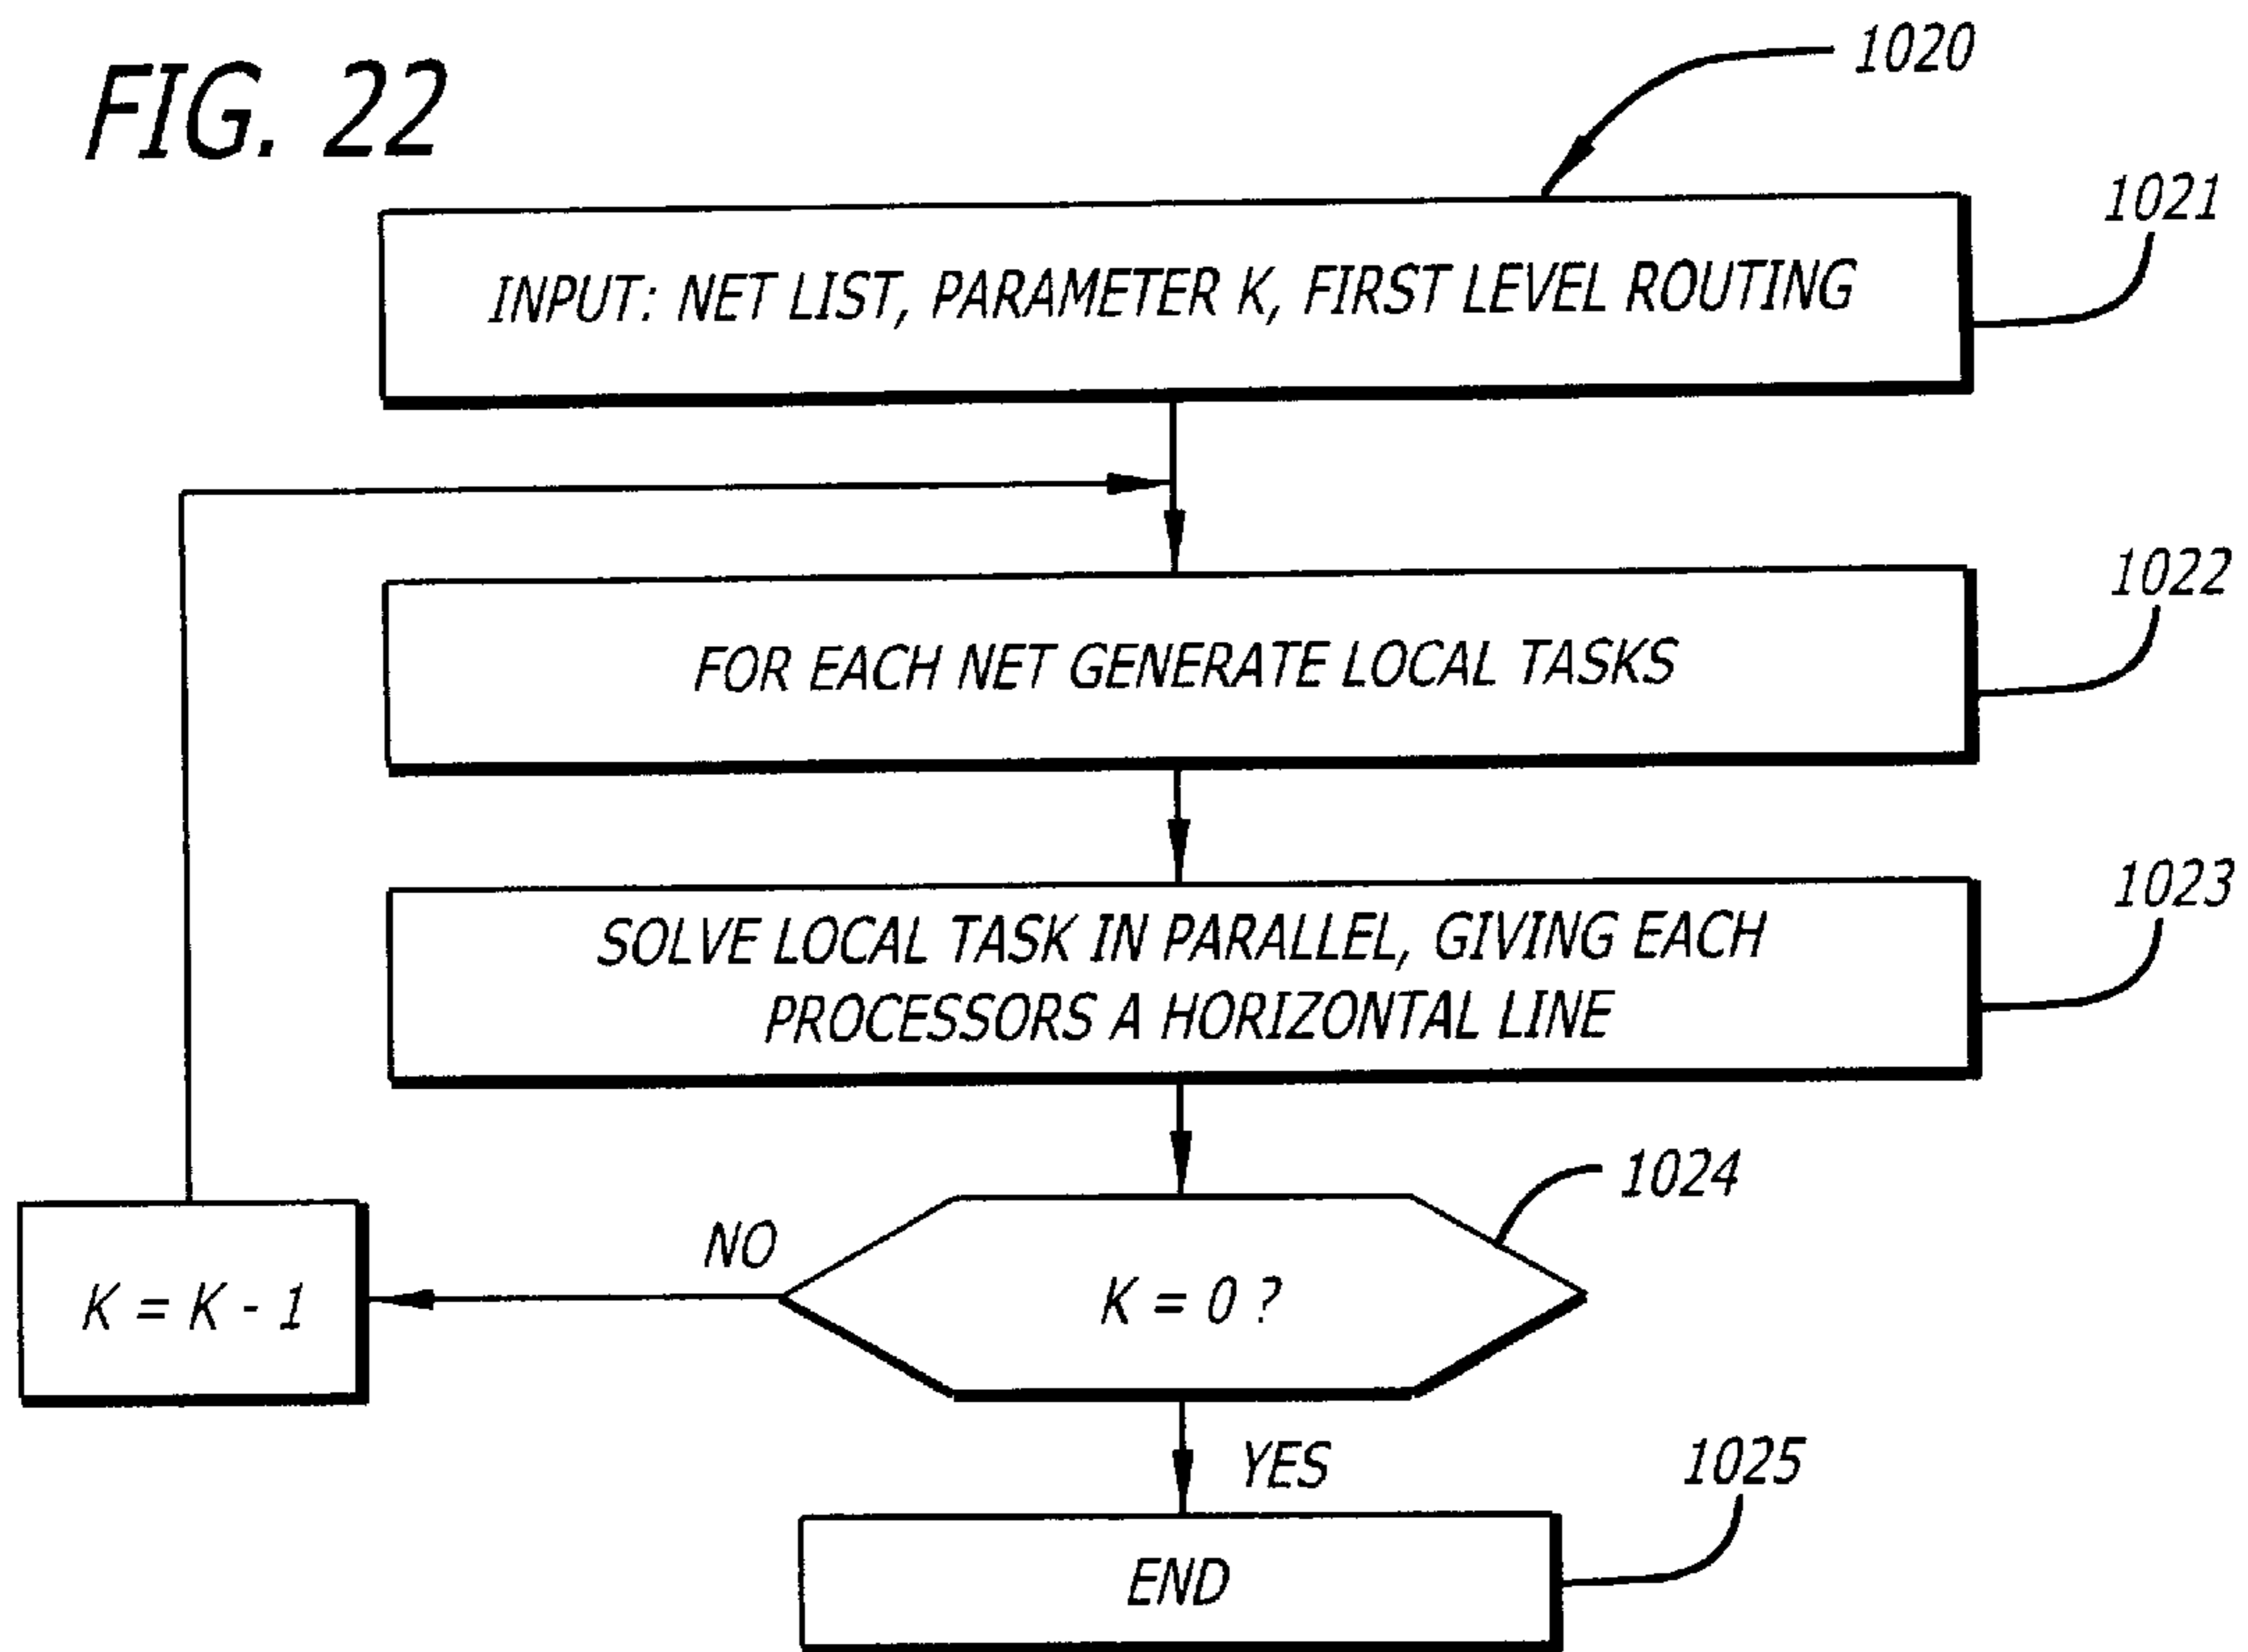 FIG. 22
1020
1021
INPUT: NET LIST, PARAMETER K, FIRST LEVEL ROUTING
1022
FOR EACH NET GENERATE LOCAL TASKS
1023
SOLVE LOCAL TASK IN PARALLEL, GIVING EACH
PROCESSORS A HORIZONTAL LINE
1024
NO
K = K - 1
K = 0 ?
YES
1025
END